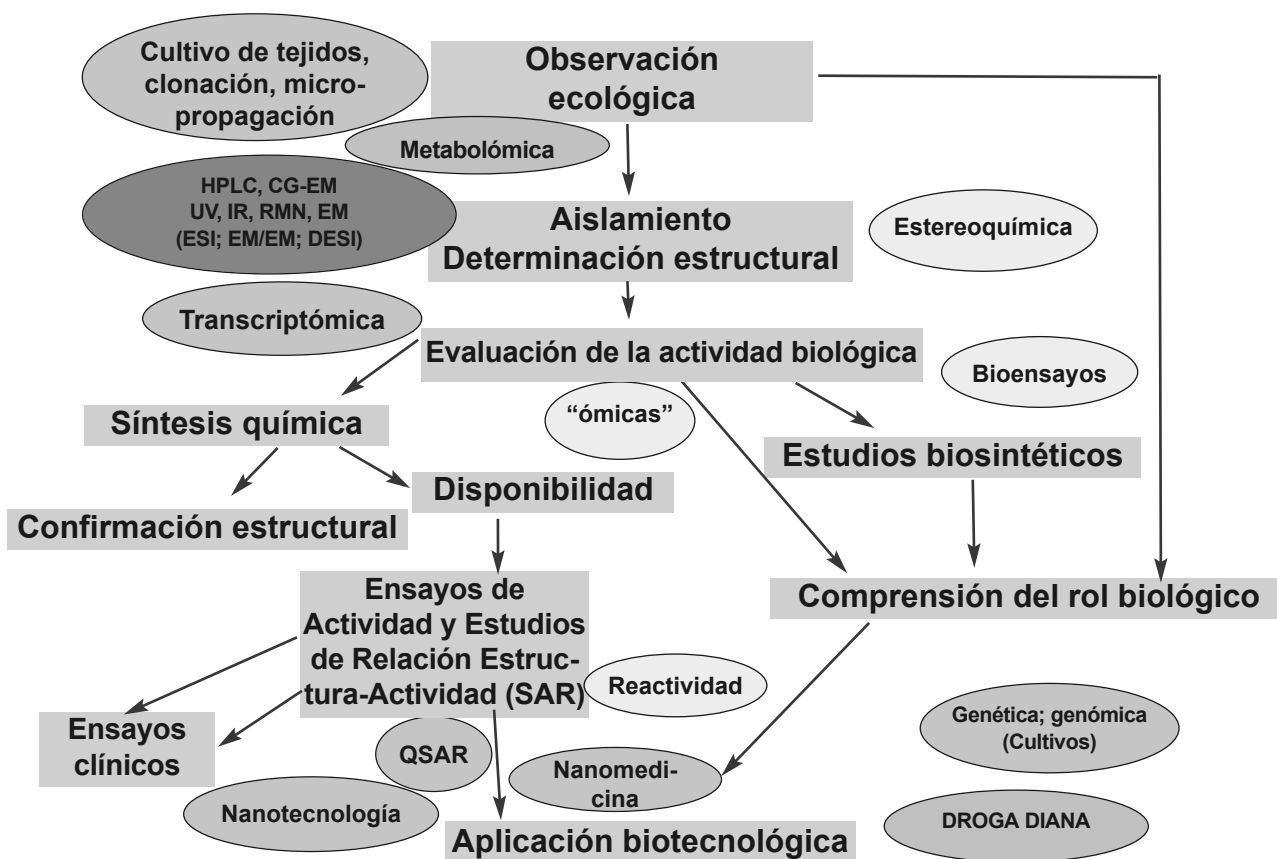 Cultivo de tejidos,
clonación, micro-
propagación
Observación
ecológica
Metabolómica
HPLC, CG-EM
UV, IR, RMN, EM
(ESI; EM/EM; DESI)
Aislamiento
Determinación estructural
Estereoquímica
Transcriptómica
Evaluación de la actividad biológica
Bioensayos
Síntesis química
“ómicas”
Estudios biosintéticos
Disponibilidad
Confirmación estructural
Ensayos de
Actividad y Estudios
de Relación Estruc-
tura-Actividad (SAR)
Comprensión del rol biológico
Reactividad
Ensayos
clínicos
QSAR
Nanomedi-
cina
Genética; genómica
(Cultivos)
Nanotecnología
DROGA DIANA
Aplicación biotecnológica